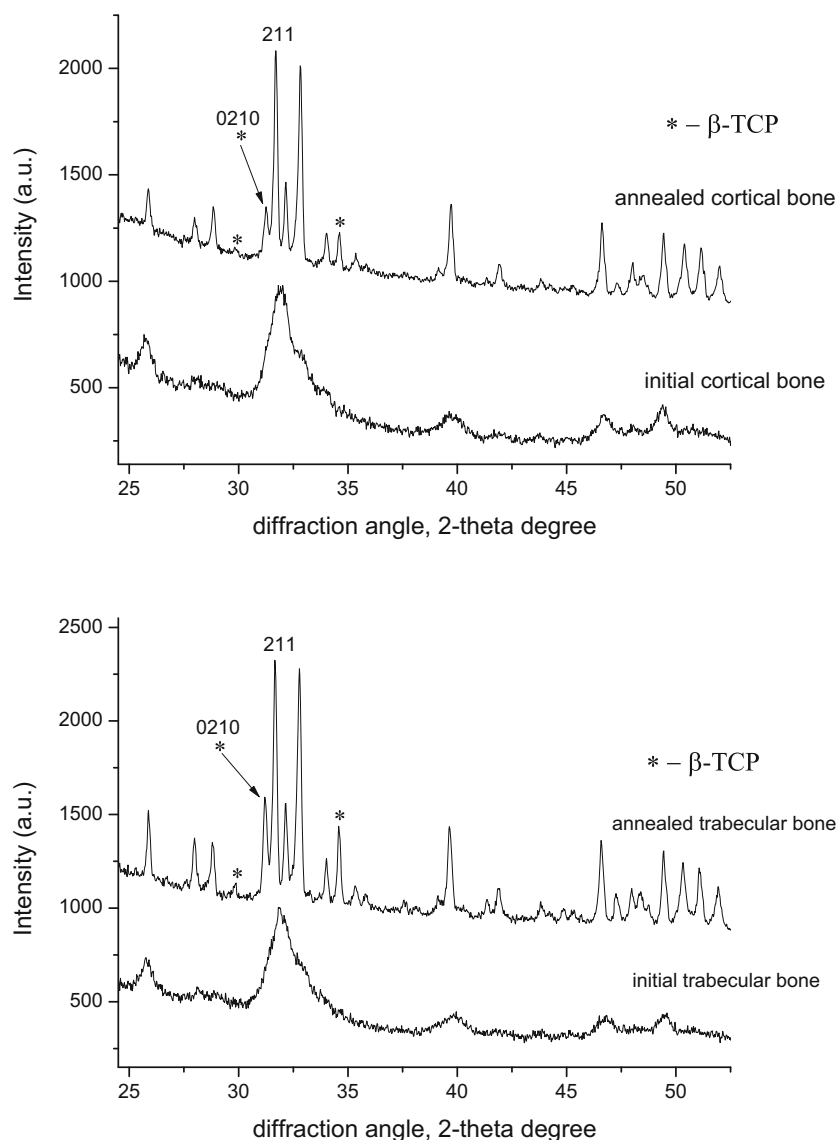 211
2000
0210
*
* – β-TCP
1500
annealed cortical bone
*
*
1000
initial cortical bone
500
Intensity (a.u.)
25 30 35 40 45 50
diffraction angle, 2-theta degree
2500
211
0210
*
2000
* – β-TCP
1500
annealed trabecular bone
*
*
1000
initial trabecular bone
500
Intensity (a.u.)
25 30 35 40 45 50
diffraction angle, 2-theta degree